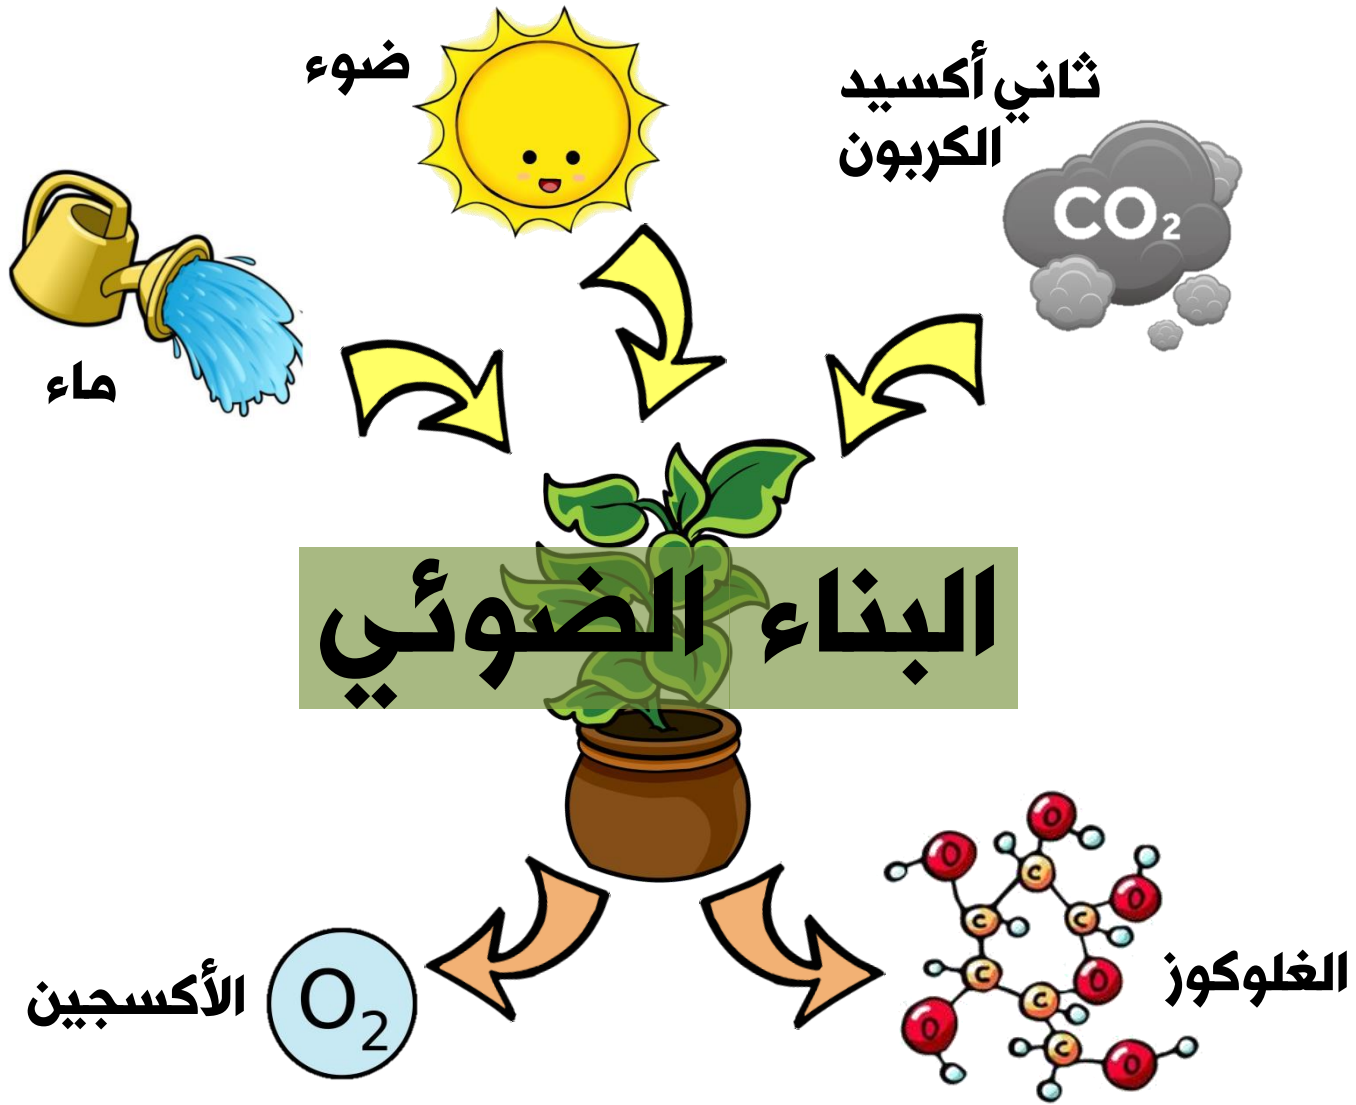 ضوء
ثاني أكسيد
الكربون
CO₂
ماء
البناء الضوئي
O
O
O
O
O
O
C
C
C
C
C
C
الغلوكوز
الأكسجين
O₂